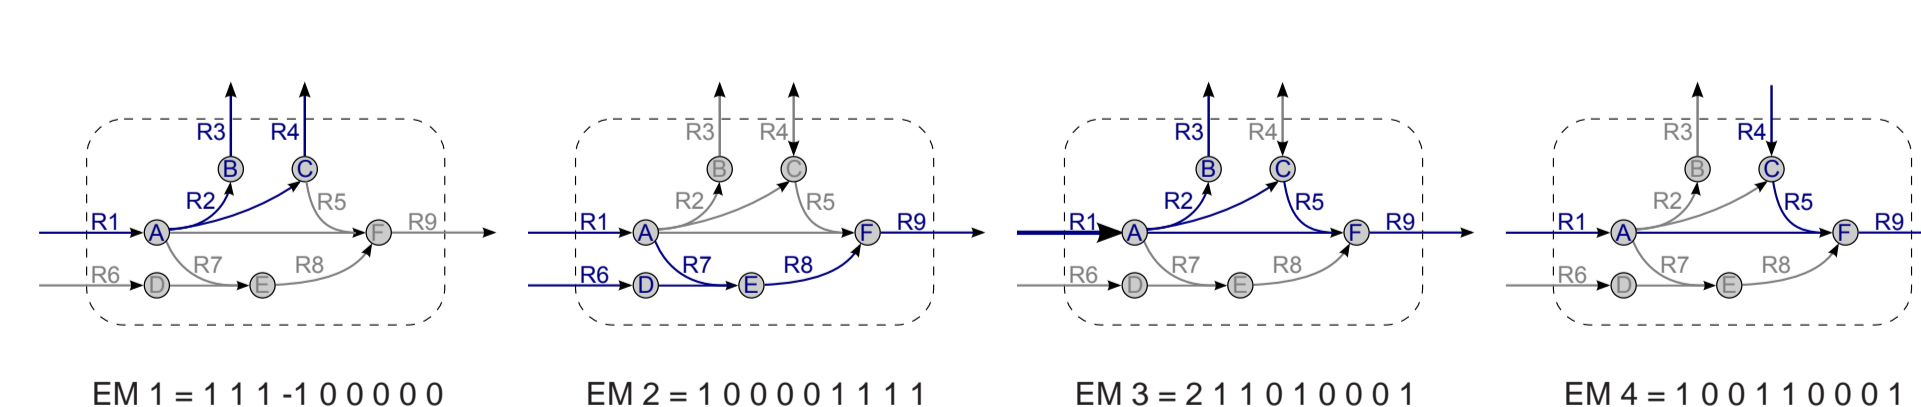 R3 R4 R3 R4 R3 R4 R3 R4
B C B C B C B C
R2 R5 R2 R5 R2 R5 R2 R5
R1 A F R9 R1 A F R9 R1 A F R9 R1 A F R9
R6 D R7 E R8 R6 D R7 E R8 R6 D R7 E R8 R6 D R7 E R8
EM 1 = 1 1 1 -1 0 0 0 0 0 EM 2 = 1 0 0 0 0 1 1 1 1 EM 3 = 2 1 1 0 1 0 0 0 1 EM 4 = 1 0 0 1 1 0 0 0 1